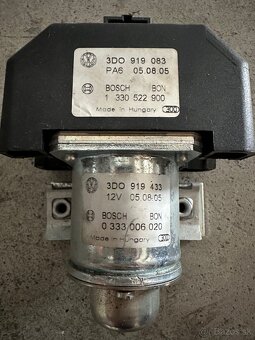 3D0 919 083
PA6 05.08.05
BOSCH BON
1 330 522 900
Made in Hungary
3D0 919 433
12V 05.08.05
BOSCH BON
0 333 006 020
Made in Hungary